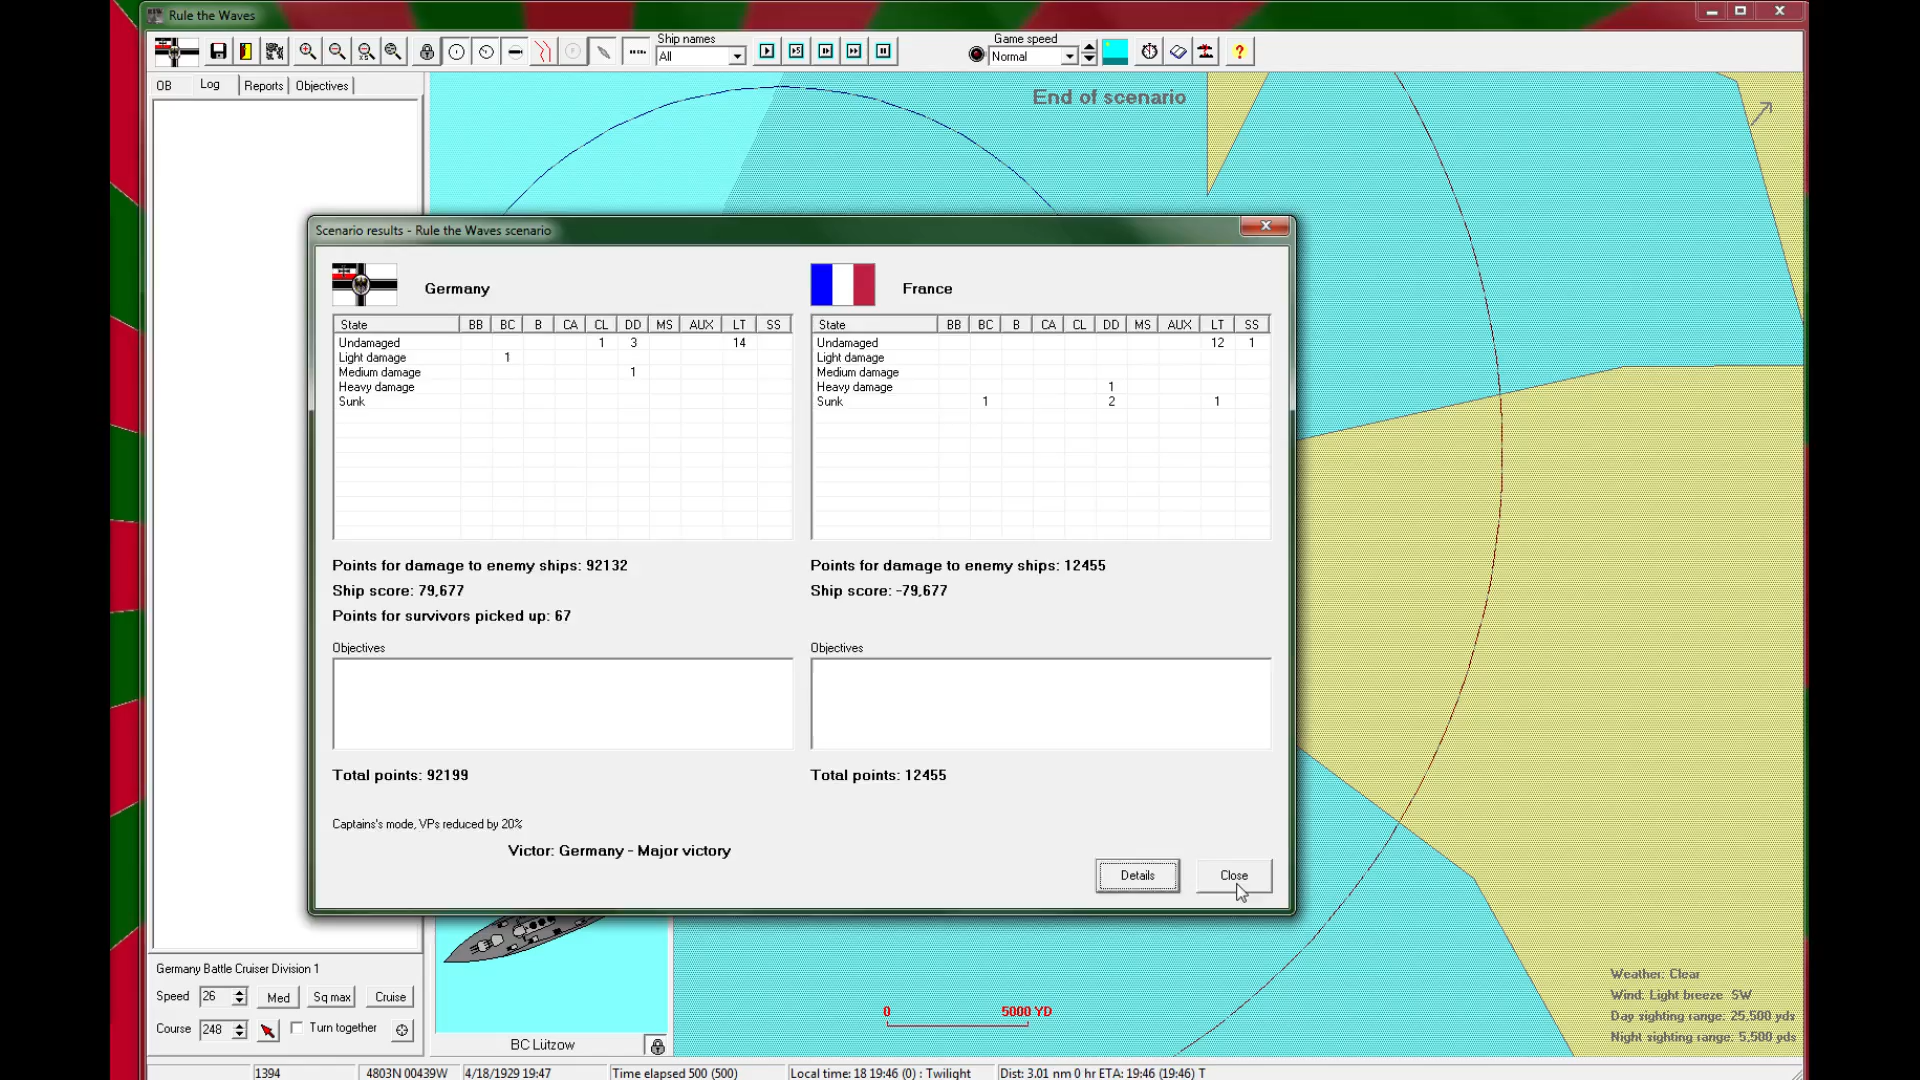 Rule the Waves
Ship names
All
Game speed
Normal
OB Log Reports Objectives
End of scenario
Scenario results - Rule the Waves scenario
Germany
State BB BC B CA CL DD MS AUX LT SS
Undamaged 1 3 14
Light damage 1
Medium damage 1
Heavy damage
Sunk
Points for damage to enemy ships: 92132
Ship score: 79,677
Points for survivors picked up: 67
Objectives
Total points: 92199
France
State BB BC B CA CL DD MS AUX LT SS
Undamaged 12 1
Light damage
Medium damage
Heavy damage 1
Sunk 1 2 1
Points for damage to enemy ships: 12455
Ship score: -79,677
Objectives
Total points: 12455
Captains's mode, VPs reduced by 20%
Victor: Germany - Major victory
Details Close
Germany Battle Cruiser Division 1
Speed 26 Med Sq max Cruise
Course 248 Turn together
BC Lützow
0 5000 YD
Weather: Clear
Wind: Light breeze SW
Day sighting range: 25,500 yds
Night sighting range: 5,500 yds
1394 4803N 00439W 4/18/1929 19:47 Time elapsed 500 (500) Local time: 18 19:46 (0) : Twilight Dist: 3.01 nm 0 hr ETA: 19:46 (19:46) T